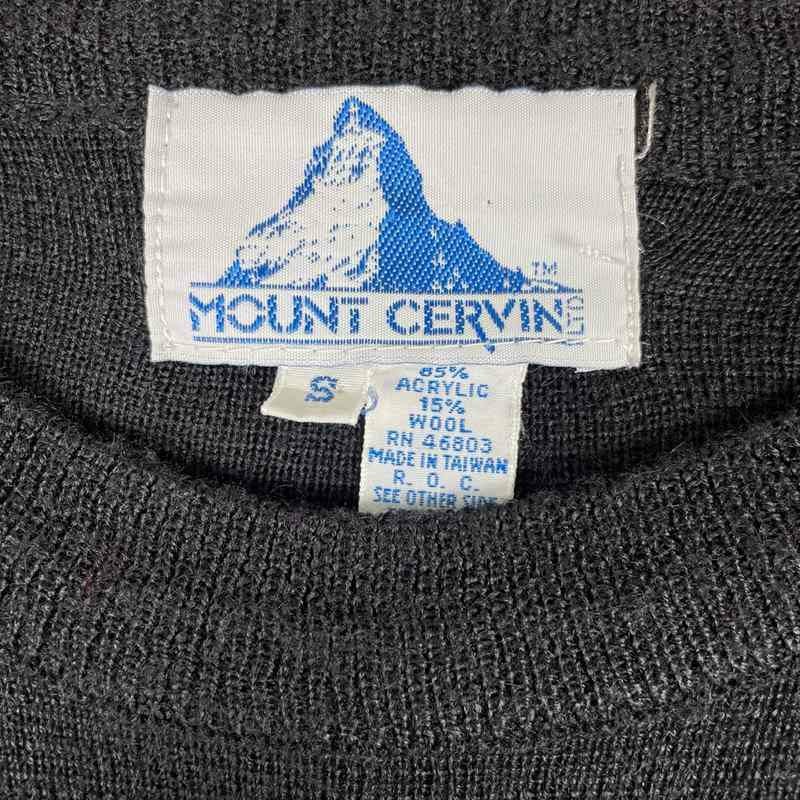 TM
MOUNT CERVIN LTD
S
85%
ACRYLIC
15%
WOOL
RN 46803
MADE IN TAIWAN
R. O. C.
SEE OTHER SIDE